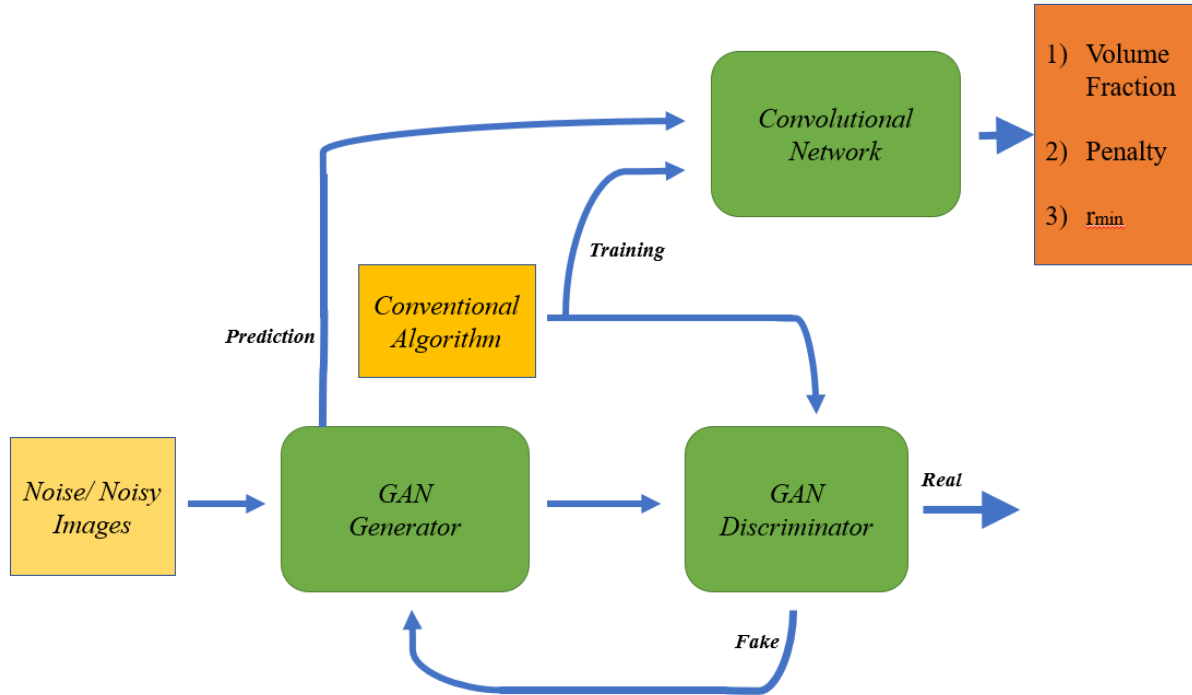 Convolutional
Network
1) Volume
Fraction
2) Penalty
3) rmin
Training
Conventional
Algorithm
Prediction
Noise/ Noisy
Images
GAN
Generator
GAN
Discriminator
Real
Fake